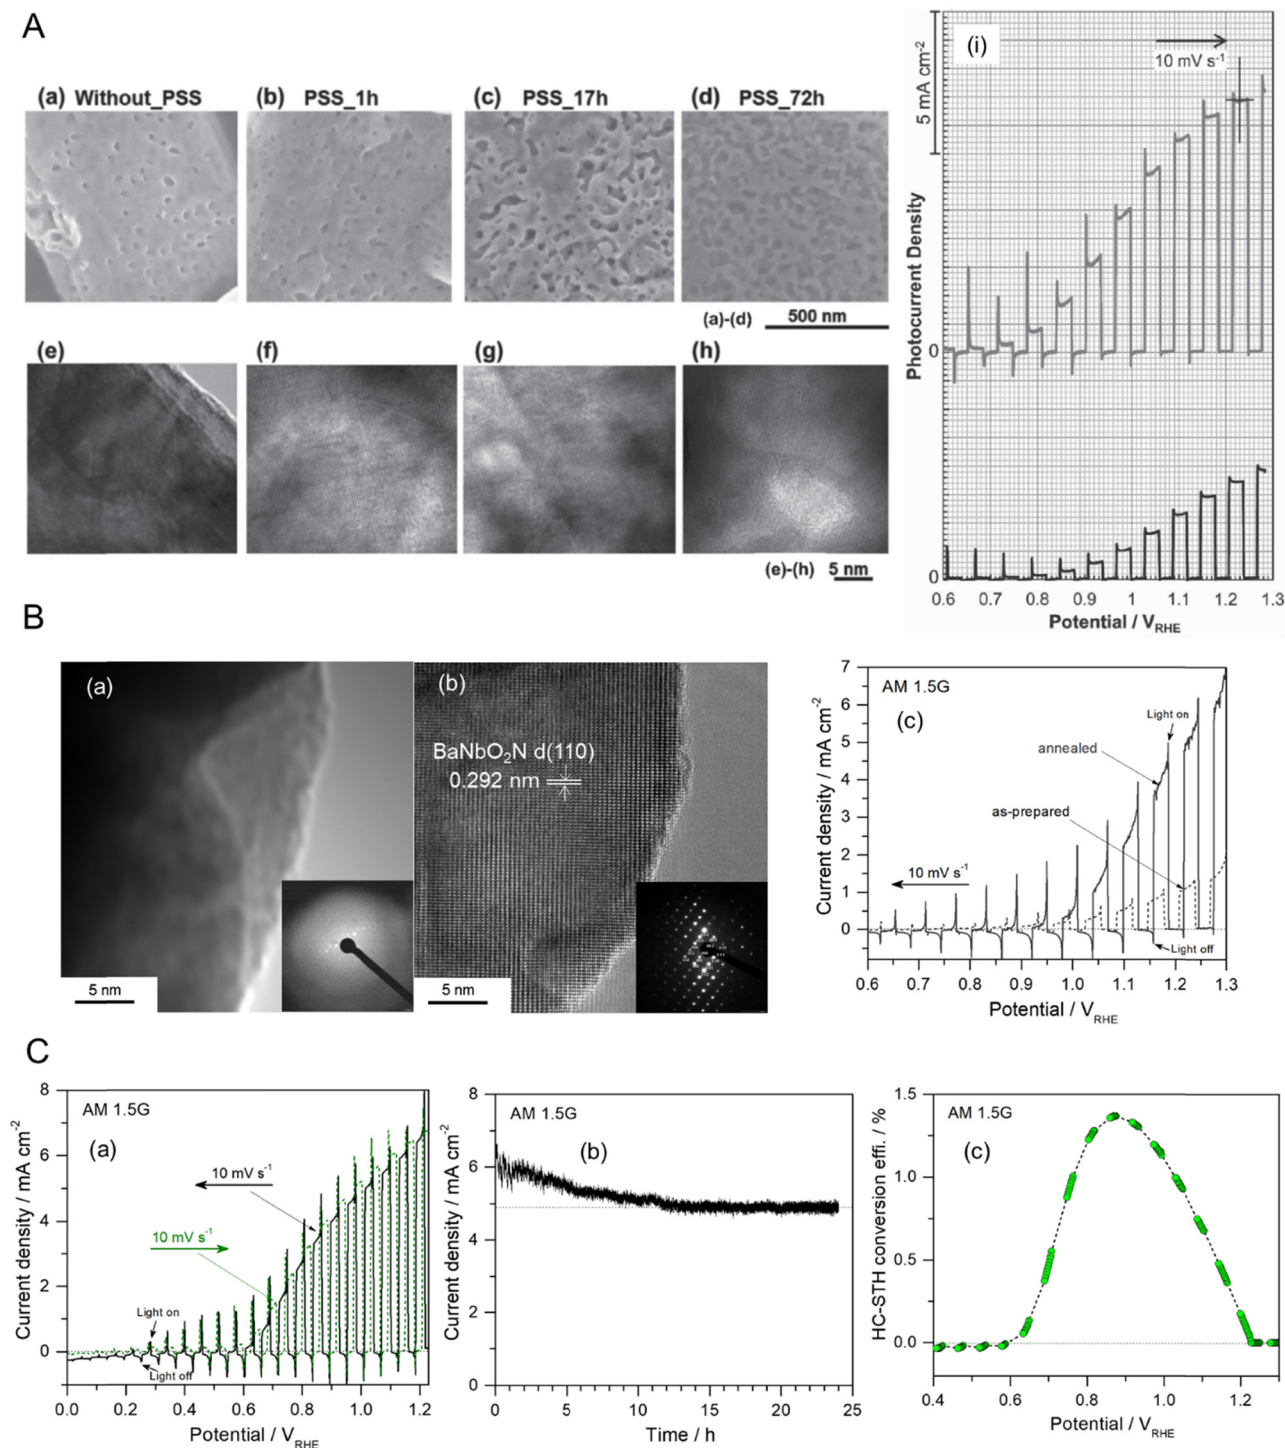 A
(a) Without_PSS
(b) PSS_1h
(c) PSS_17h
(d) PSS_72h
(a)-(d) 500 nm
(e)
(f)
(g)
(h)
(e)-(h) 5 nm
(i)
10 mV s-1
5 mA cm-2
Photocurrent Density
0
0
0.6 0.7 0.8 0.9 1 1.1 1.2 1.3
Potential / VRHE
B
(a)
5 nm
(b)
BaNbO2N d(110)
0.292 nm
5 nm
AM 1.5G
(c)
Light on
annealed
as-prepared
10 mV s-1
Light off
Current density / mA cm-2
7
6
5
4
3
2
1
0
0.6 0.7 0.8 0.9 1.0 1.1 1.2 1.3
Potential / VRHE
C
AM 1.5G
(a)
10 mV s-1
10 mV s-1
Light on
Light off
Current density / mA cm-2
8
6
4
2
0
0.0 0.2 0.4 0.6 0.8 1.0 1.2
Potential / VRHE
AM 1.5G
(b)
Current density / mA cm-2
8
6
4
2
0
0 5 10 15 20 25
Time / h
AM 1.5G
(c)
HC-STH conversion effi. / %
1.5
1.0
0.5
0.0
0.4 0.6 0.8 1.0 1.2
Potential / VRHE